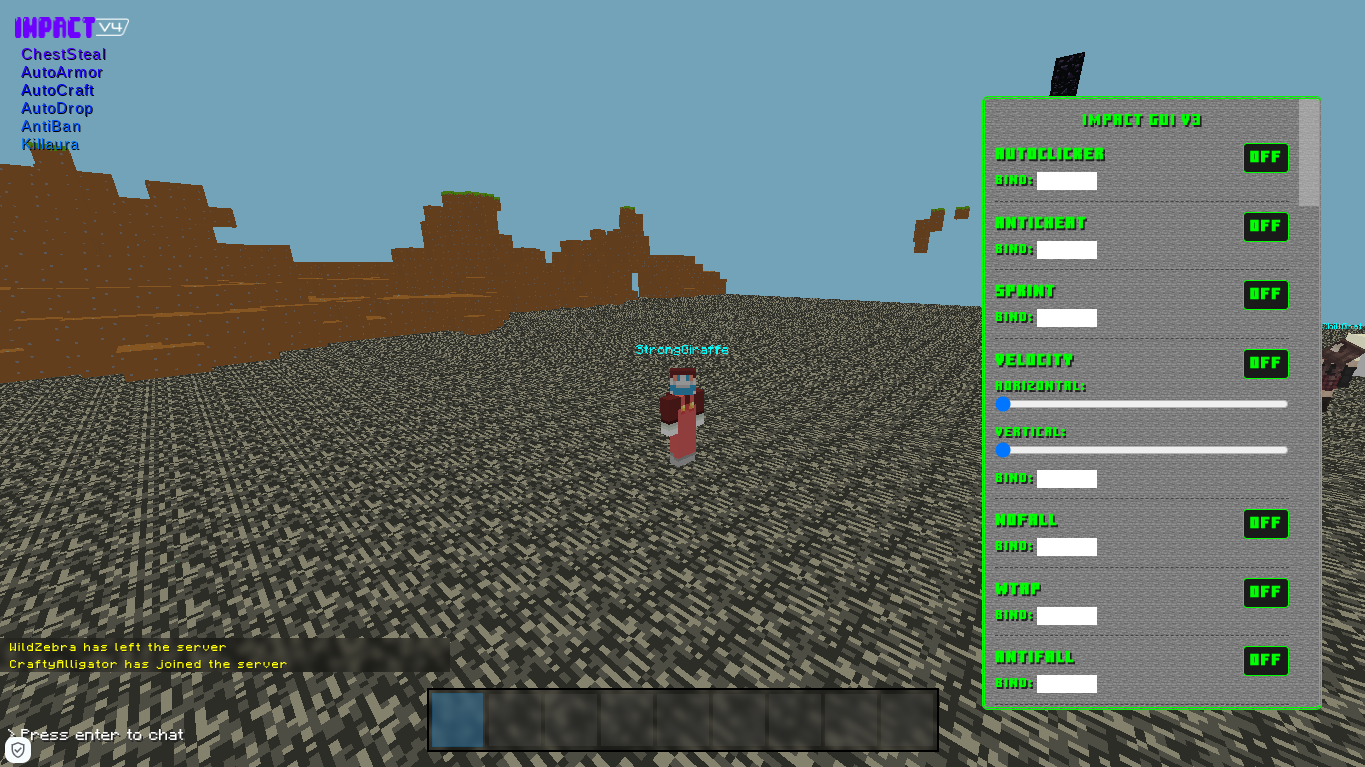 IMPACT V4
ChestSteal
AutoArmor
AutoCraft
AutoDrop
AntiBan
Killaura
IMPACT GUI V3
AUTOCLICKER
OFF
BIND:
ANTICHEAT
OFF
BIND:
SPRINT
OFF
BIND:
VELOCITY
OFF
HORIZONTAL:
VERTICAL:
BIND:
NOFALL
OFF
BIND:
WTAP
OFF
BIND:
ANTIFALL
OFF
BIND:
StrongGiraffe
WildZebra has left the server
CraftyAlligator has joined the server
> Press enter to chat